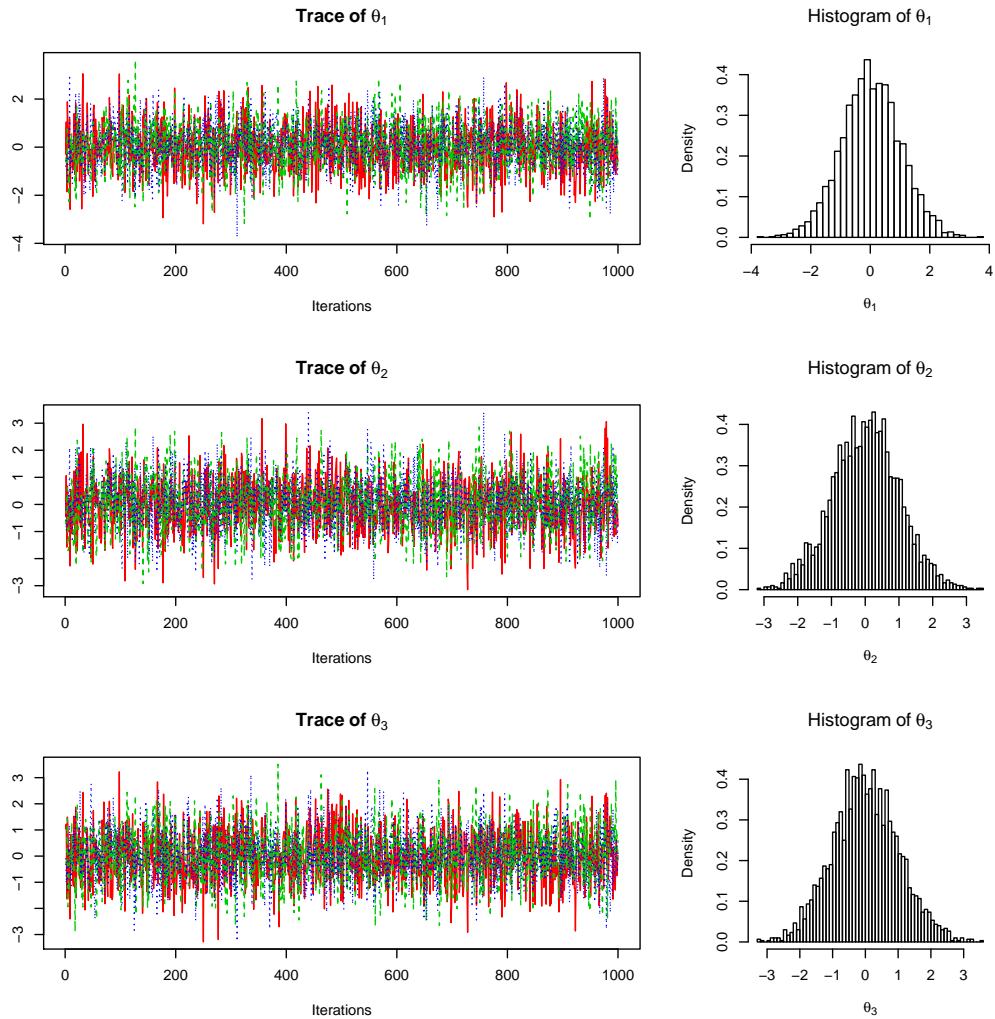 Trace of θ1
2
0
−2
−4
0 200 400 600 800 1000
Iterations
Histogram of θ1
Density
0.4
0.3
0.2
0.1
0.0
−4 −2 0 2 4
θ1
Trace of θ2
3
2
1
0
−1
−3
0 200 400 600 800 1000
Iterations
Histogram of θ2
Density
0.4
0.3
0.2
0.1
0.0
−3 −2 −1 0 1 2 3
θ2
Trace of θ3
3
2
1
0
−1
−3
0 200 400 600 800 1000
Iterations
Histogram of θ3
Density
0.4
0.3
0.2
0.1
0.0
−3 −2 −1 0 1 2 3
θ3